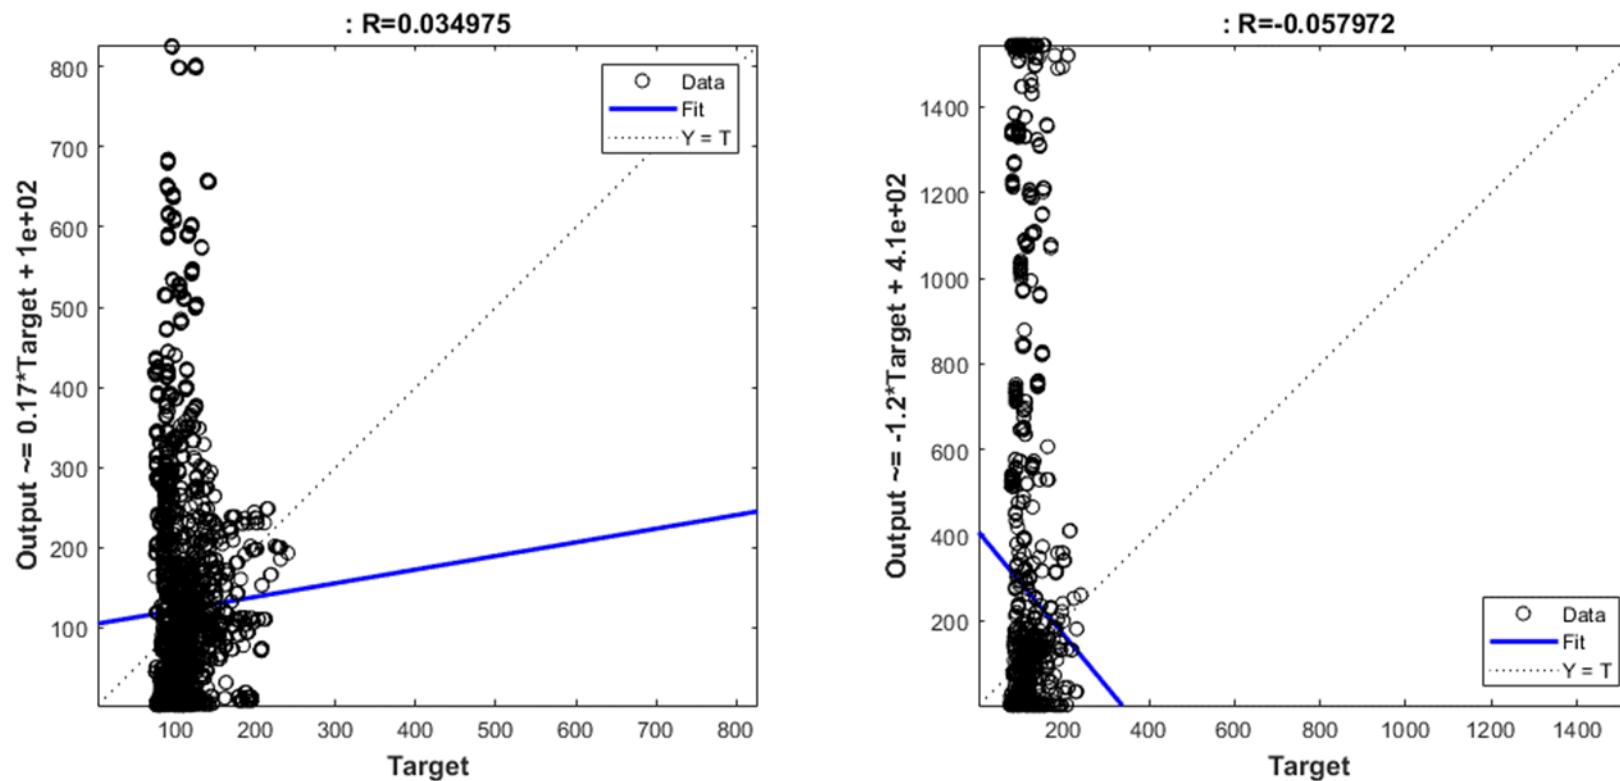 : R=0.034975
Output ~= 0.17*Target + 1e+02
800
700
600
500
400
300
200
100
Data
Fit
Y = T
100 200 300 400 500 600 700 800
Target
: R=-0.057972
Output ~= -1.2*Target + 4.1e+02
1400
1200
1000
800
600
400
200
Data
Fit
Y = T
200 400 600 800 1000 1200 1400
Target